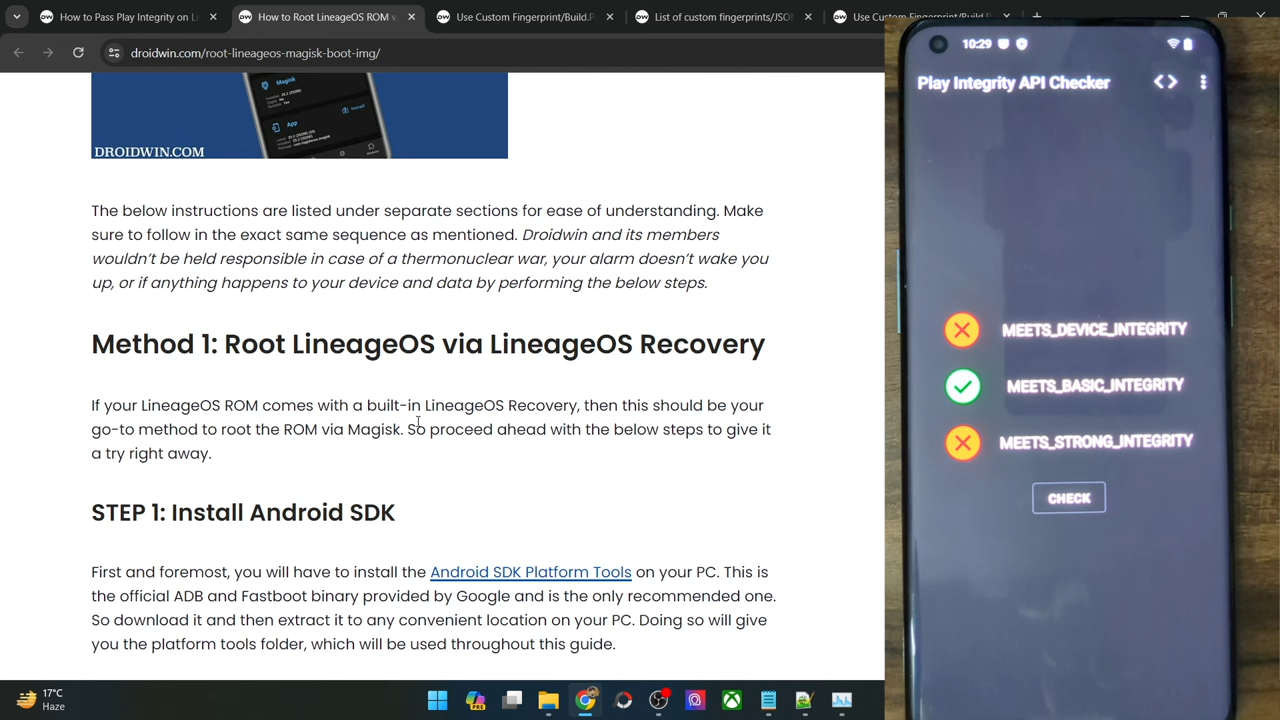 How to Pass Play Integrity on Li
How to Root LineageOS ROM v
Use Custom Fingerprint/Build.P
List of custom fingerprints/JSON
Use Custom Fingerprint/Build.P
droidwin.com/root-lineageos-magisk-boot-img/
Magisk
App
Install
DROIDWIN.COM
The below instructions are listed under separate sections for ease of understanding. Make
sure to follow in the exact same sequence as mentioned. Droidwin and its members
wouldn't be held responsible in case of a thermonuclear war, your alarm doesn't wake you
up, or if anything happens to your device and data by performing the below steps.
Method 1: Root LineageOS via LineageOS Recovery
If your LineageOS ROM comes with a built-in LineageOS Recovery, then this should be your
go-to method to root the ROM via Magisk. So proceed ahead with the below steps to give it
a try right away.
STEP 1: Install Android SDK
First and foremost, you will have to install the Android SDK Platform Tools on your PC. This is
the official ADB and Fastboot binary provided by Google and is the only recommended one.
So download it and then extract it to any convenient location on your PC. Doing so will give
you the platform tools folder, which will be used throughout this guide.
17°C
Haze
PRE
10:29
Play Integrity API Checker
MEETS_DEVICE_INTEGRITY
MEETS_BASIC_INTEGRITY
MEETS_STRONG_INTEGRITY
CHECK